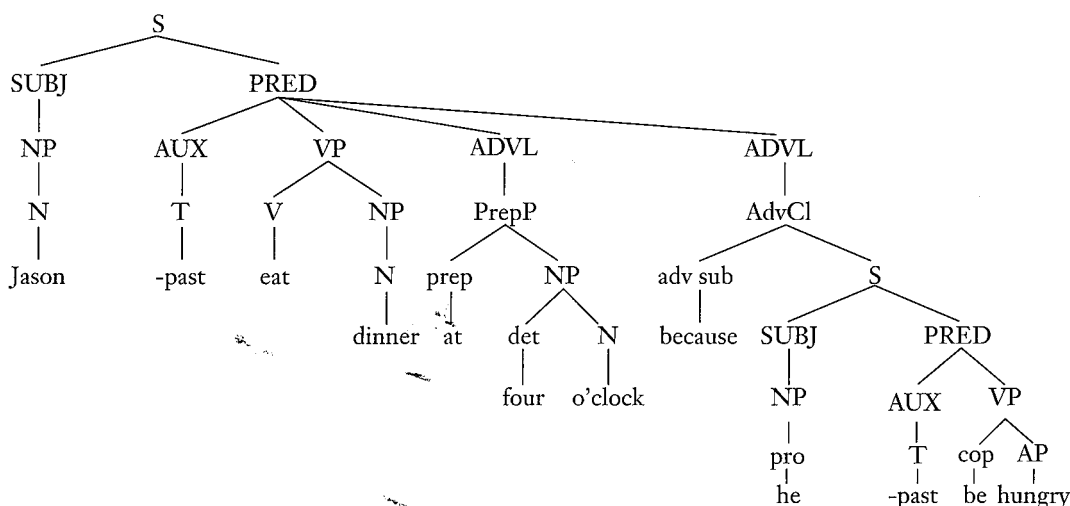 S
SUBJ PRED
NP AUX VP ADVL ADVL
N T V NP PrepP AdvCl
Jason -past eat N prep NP adv sub S
dinner at det N because SUBJ PRED
four o'clock NP AUX VP
pro T cop AP
he -past be hungry